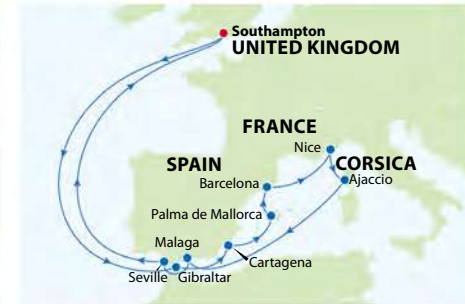 Southampton
UNITED KINGDOM
FRANCE
Nice
SPAIN
CORSICA
Barcelona
Ajaccio
Palma de Mallorca
Malaga
Cartagena
Seville
Gibraltar